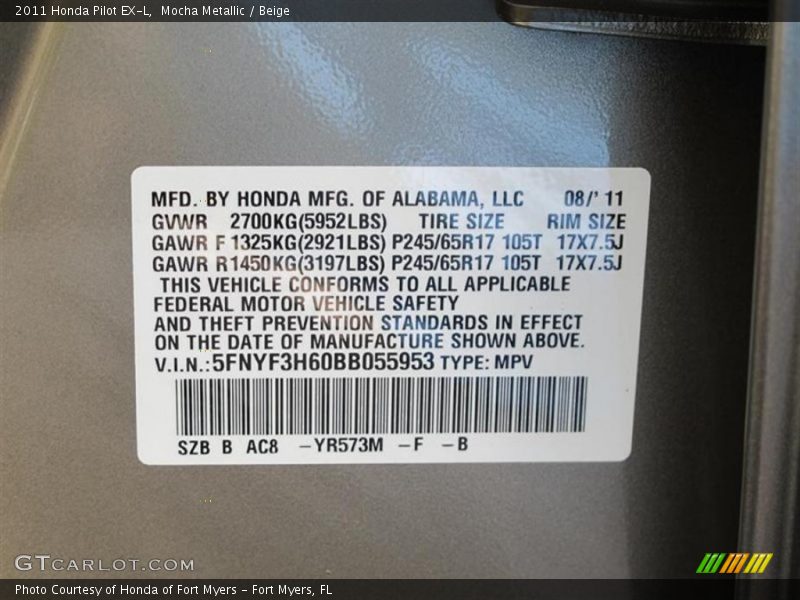 2011 Honda Pilot EX-L, Mocha Metallic / Beige
MFD. BY HONDA MFG. OF ALABAMA, LLC 08/'11
GVWR 2700KG(5952LBS) TIRE SIZE RIM SIZE
GAWR F 1325KG(2921LBS) P245/65R17 105T 17X7.5J
GAWR R1450KG(3197LBS) P245/65R17 105T 17X7.5J
THIS VEHICLE CONFORMS TO ALL APPLICABLE
FEDERAL MOTOR VEHICLE SAFETY
AND THEFT PREVENTION STANDARDS IN EFFECT
ON THE DATE OF MANUFACTURE SHOWN ABOVE.
V.I.N.:5FNYF3H60BB055953 TYPE: MPV
SZB B AC8 -YR573M -F -B
GTCARLOT.COM
Photo Courtesy of Honda of Fort Myers - Fort Myers, FL